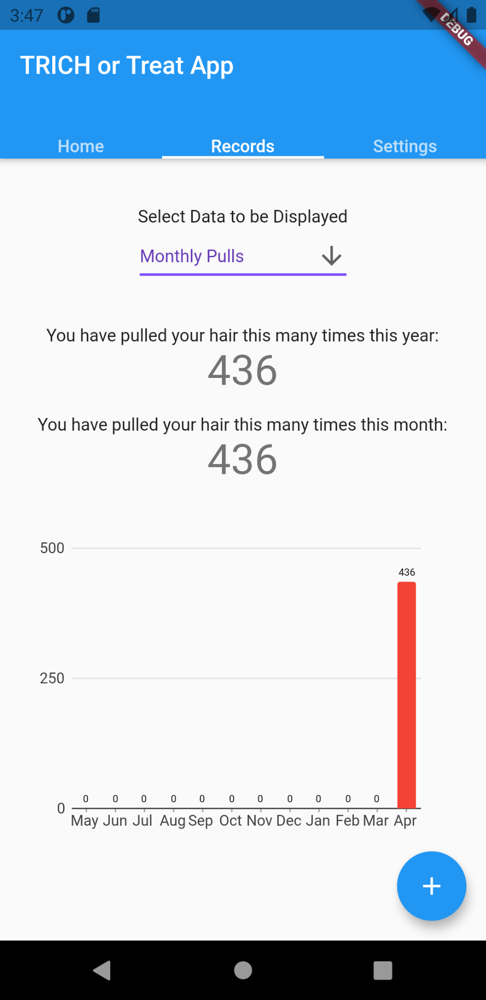 3:47
DEBUG
TRICH or Treat App
Home Records Settings
Select Data to be Displayed
Monthly Pulls
You have pulled your hair this many times this year:
436
You have pulled your hair this many times this month:
436
500
436
250
0 0 0 0 0 0 0 0 0 0 0
0
May Jun Jul Aug Sep Oct Nov Dec Jan Feb Mar Apr
+